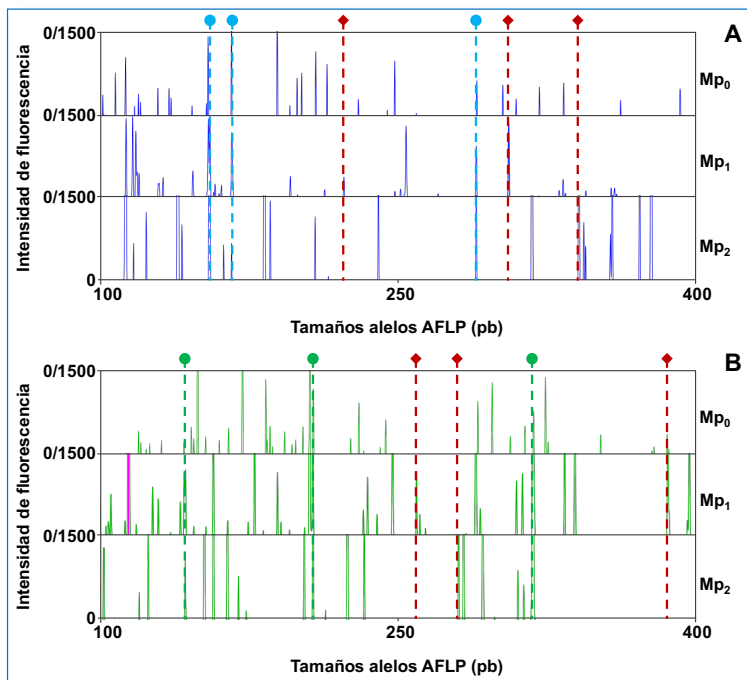 A
0/1500
Mp0
0/1500
Mp1
0/1500
Mp2
0
Intensidad de fluorescencia
100
250
400
Tamaños alelos AFLP (pb)
B
0/1500
Mp0
0/1500
Mp1
0/1500
Mp2
0
Intensidad de fluorescencia
100
250
400
Tamaños alelos AFLP (pb)